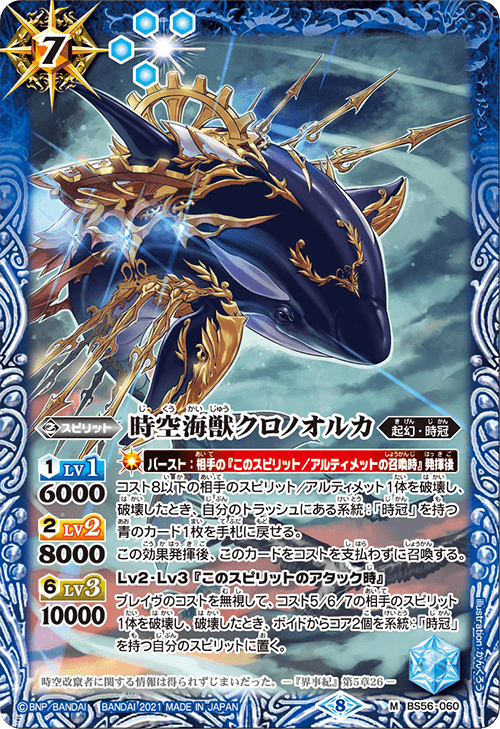 7
スピリット
時空海獣クロノオルカ
じくうかいじゅう
起幻・時冠
きげん じかん
1 LV1
6000
2 LV2
8000
6 LV3
10000
バースト：相手の『このスピリット/アルティメットの召喚時』発揮後
コスト8以下の相手のスピリット/アルティメット1体を破壊し、
破壊したとき、自分のトラッシュにある系統：「時冠」を持つ
青のカード1枚を手札に戻せる。
この効果発揮後、このカードをコストを支払わずに召喚する。
Lv2・Lv3『このスピリットのアタック時』
ブレイヴのコストを無視して、コスト5/6/7の相手のスピリット
1体を破壊し、破壊したとき、ボイドからコア2個を系統：「時冠」
を持つ自分のスピリットに置く。
時空改竄者に関する情報は得られずじまいだった。 ―『界事紀』第5章26―
©BNP/BANDAI BANDAI 2021 MADE IN JAPAN
8
M BS56-060